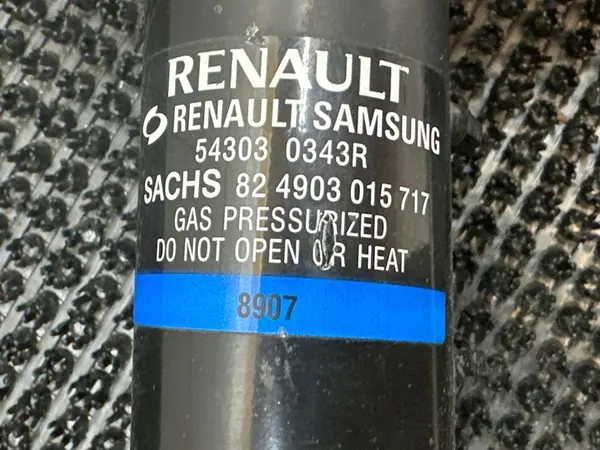 RENAULT
RENAULT SAMSUNG
54303 0343R
SACHS 82 4903 015 717
GAS PRESSURIZED
DO NOT OPEN OR HEAT
8907